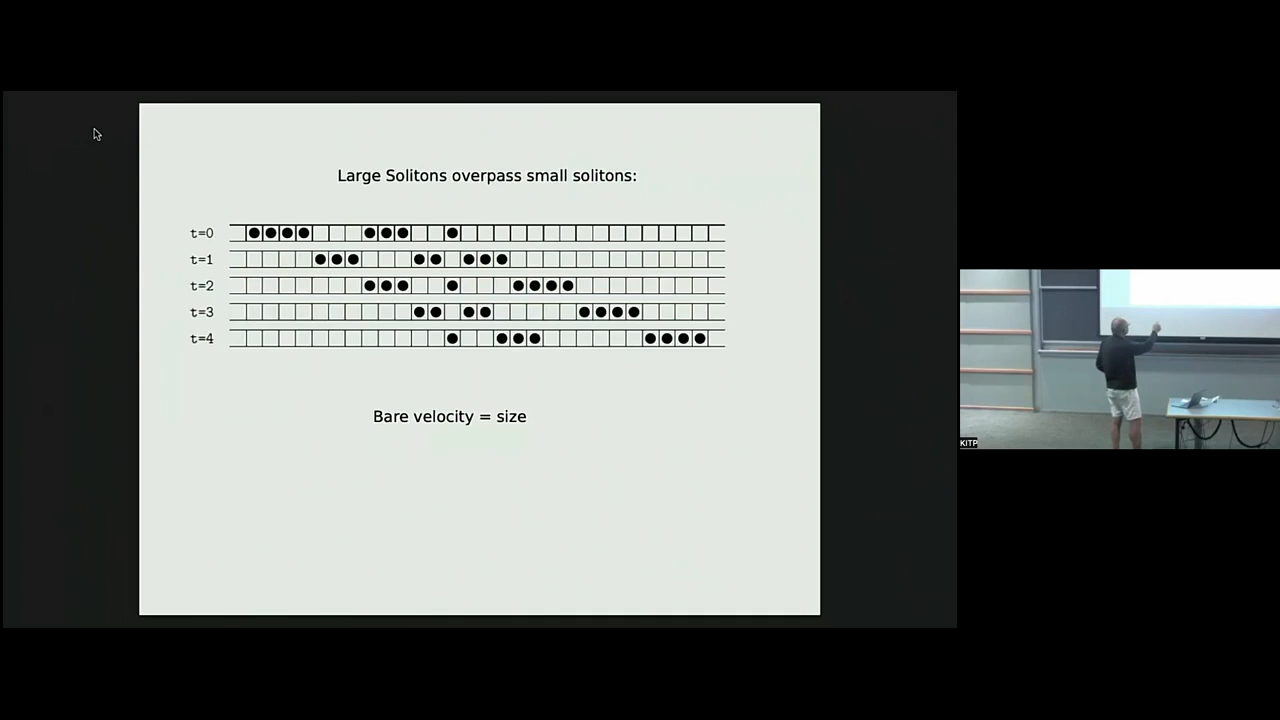 Large Solitons overpass small solitons:
t=0
t=1
t=2
t=3
t=4
Bare velocity = size
KITP